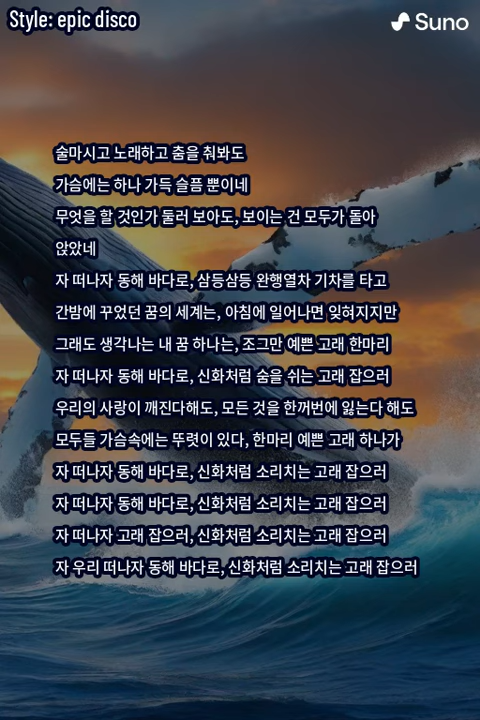 Style: epic disco
Suno
술마시고 노래하고 춤을 춰봐도
가슴에는 하나 가득 슬픔 뿐이네
무엇을 할 것인가 둘러 보아도, 보이는 건 모두가 돌아
앉았네
자 떠나자 동해 바다로, 삼등삼등 완행열차 기차를 타고
간밤에 꾸었던 꿈의 세계는, 아침에 일어나면 잊혀지지만
그래도 생각나는 내 꿈 하나는, 조그만 예쁜 고래 한마리
자 떠나자 동해 바다로, 신화처럼 숨을 쉬는 고래 잡으러
우리의 사랑이 깨진다해도, 모든 것을 한꺼번에 잃는다 해도
모두들 가슴속에는 뚜렷이 있다, 한마리 예쁜 고래 하나가
자 떠나자 동해 바다로, 신화처럼 소리치는 고래 잡으러
자 떠나자 동해 바다로, 신화처럼 소리치는 고래 잡으러
자 떠나자 고래 잡으러, 신화처럼 소리치는 고래 잡으러
자 우리 떠나자 동해 바다로, 신화처럼 소리치는 고래 잡으러